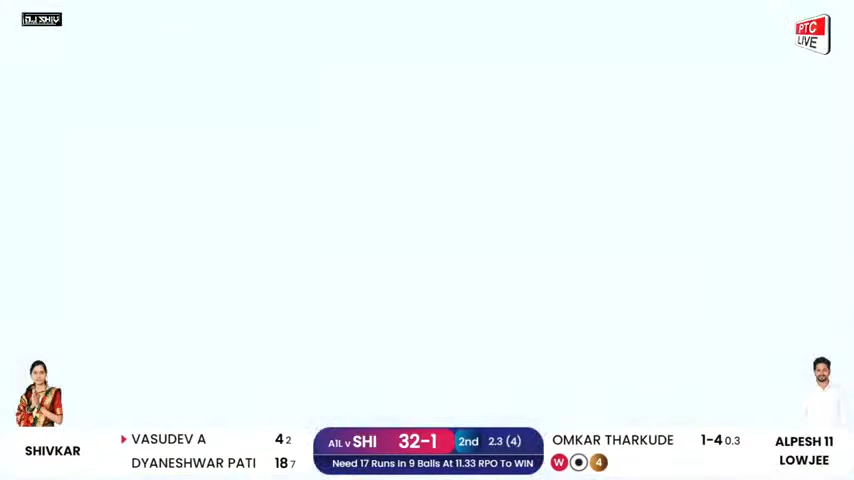 DJ SHIV
PTC
LIVE
SHIVKAR
VASUDEV A 4 2
DYANESHWAR PATI 18 7
A1L v SHI 32-1 2nd 2.3 (4)
Need 17 Runs In 9 Balls At 11.33 RPO To WIN
OMKAR THARKUDE 1-4 0.3
W 4
ALPESH 11
LOWJEE